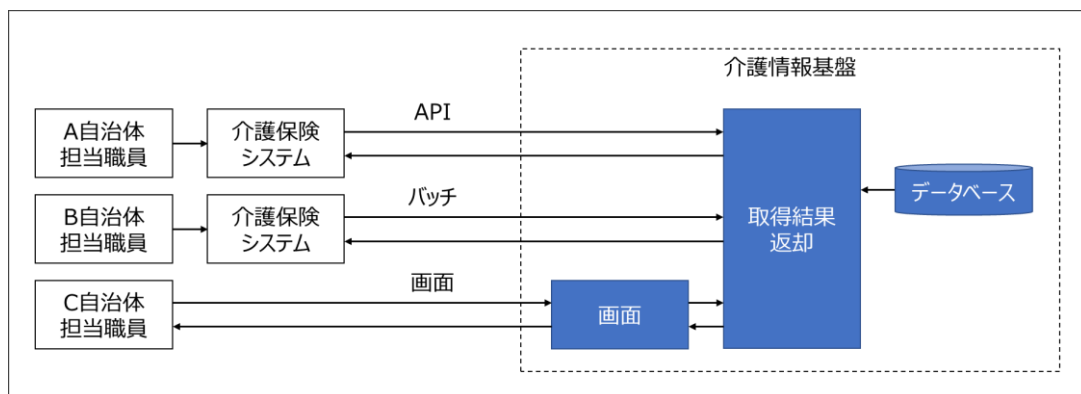 介護情報基盤
A自治体
担当職員
介護保険
システム
API
B自治体
担当職員
介護保険
システム
バッチ
取得結果
返却
データベース
C自治体
担当職員
画面
画面